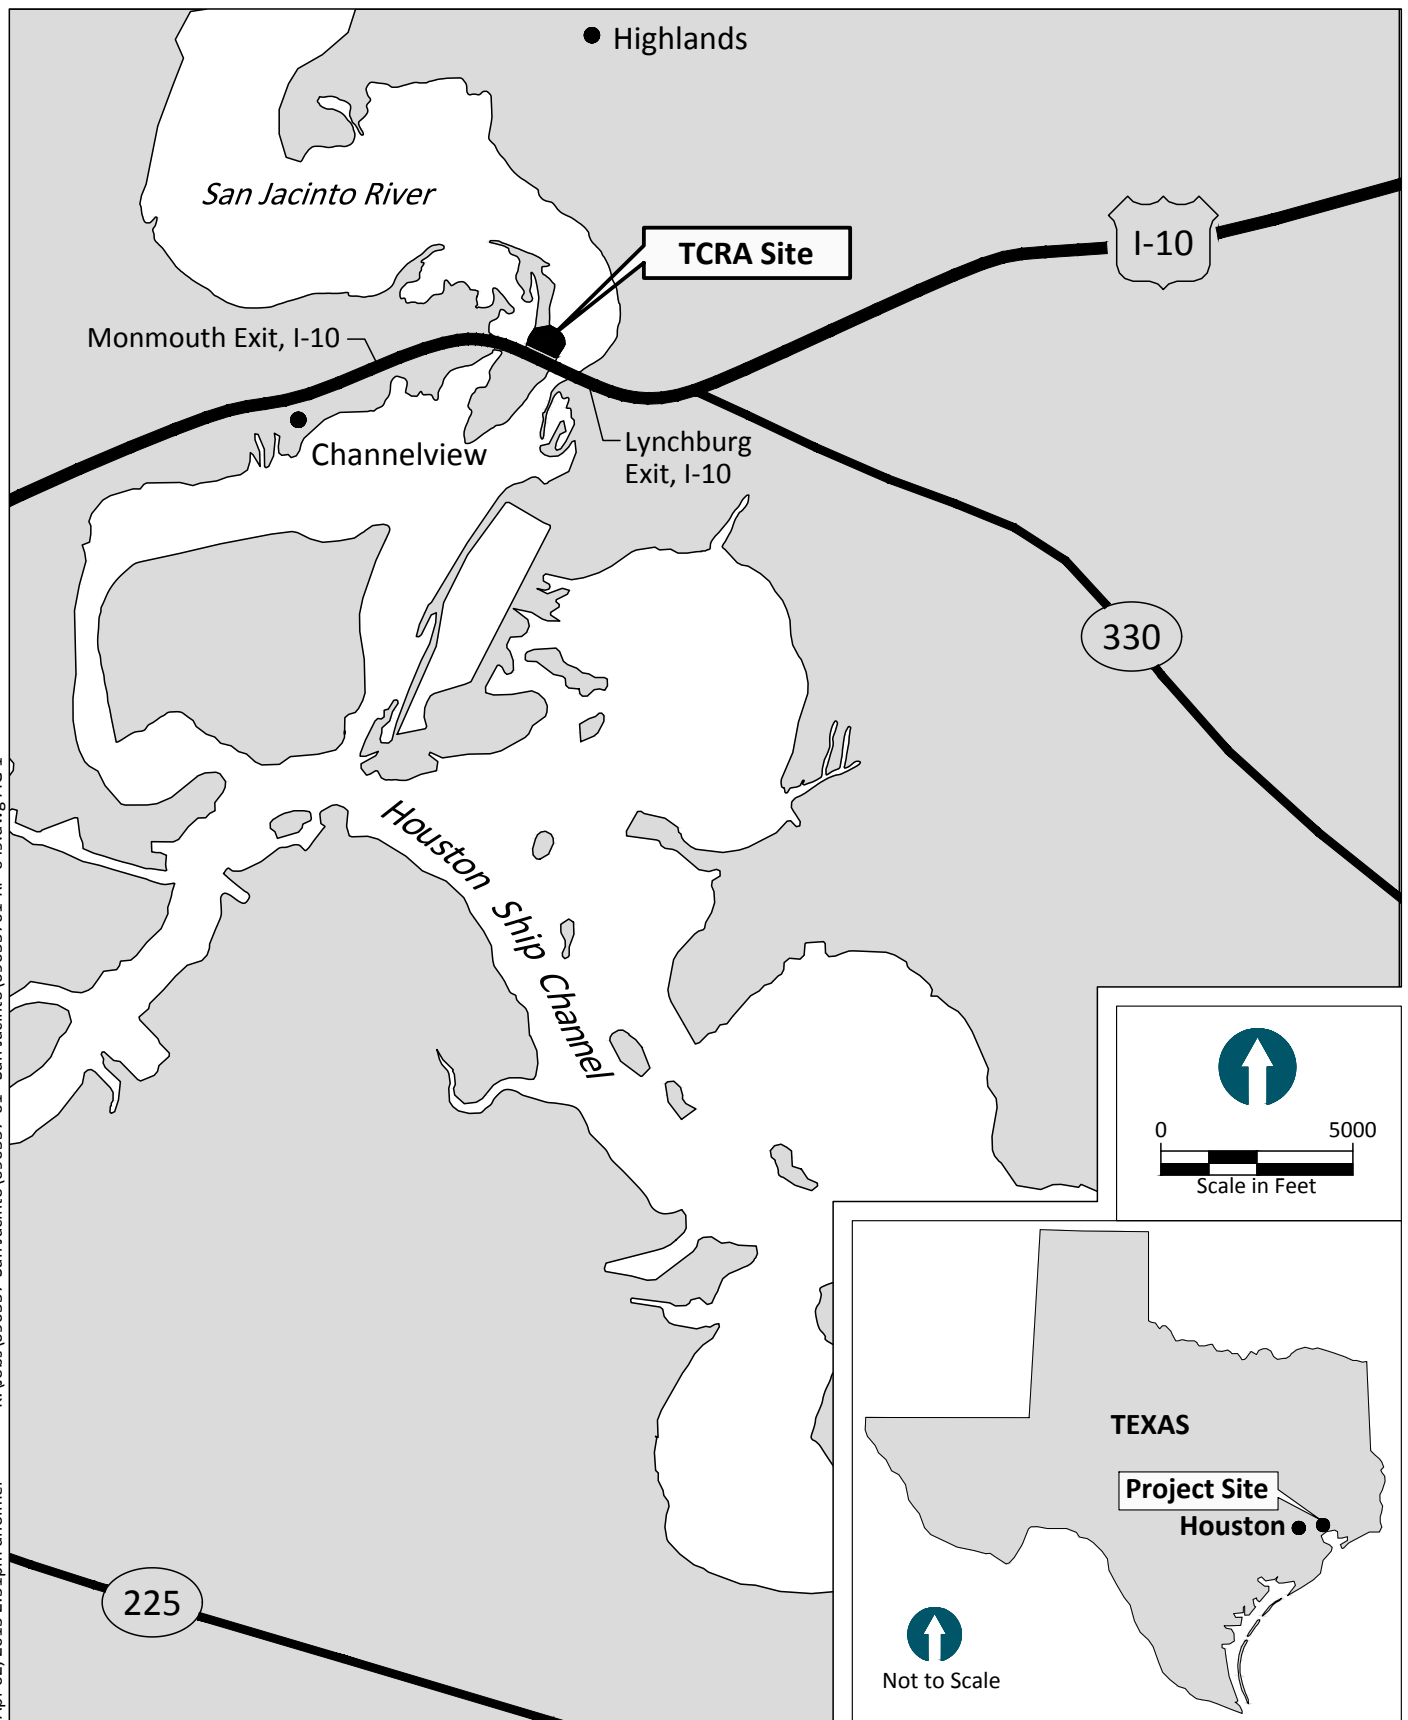 Highlands
San Jacinto River
TCRA Site
I-10
Monmouth Exit, I-10
Channelview
Lynchburg
Exit, I-10
330
Houston Ship Channel
0 5000
Scale in Feet
TEXAS
Project Site
Houston
225
Not to Scale